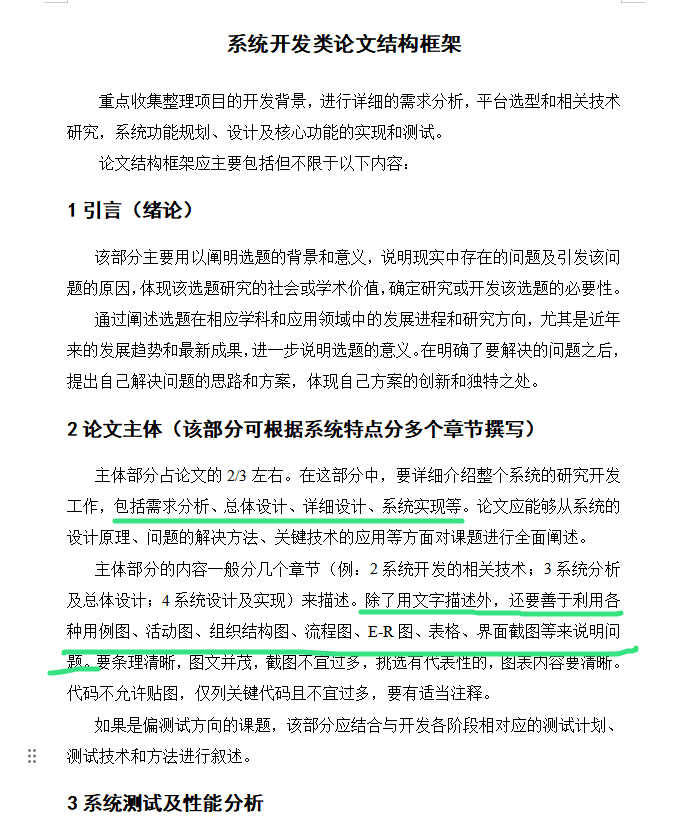 系统开发类论文结构框架
重点收集整理项目的开发背景，进行详细的需求分析，平台选型和相关技术
研究，系统功能规划、设计及核心功能的实现和测试。
论文结构框架应主要包括但不限于以下内容：
1 引言（绪论）
该部分主要用以阐明选题的背景和意义，说明现实中存在的问题及引发该问
题的原因，体现该选题研究的社会或学术价值，确定研究或开发该选题的必要性。
通过阐述选题在相应学科和应用领域中的发展进程和研究方向，尤其是近年
来的发展趋势和最新成果，进一步说明选题的意义。在明确了要解决的问题之后，
提出自己解决问题的思路和方案，体现自己方案的创新和独特之处。
2 论文主体（该部分可根据系统特点分多个章节撰写）
主体部分占论文的 2/3 左右。在这部分中，要详细介绍整个系统的研究开发
工作，包括需求分析、总体设计、详细设计、系统实现等。论文应能够从系统的
设计原理、问题的解决方法、关键技术的应用等方面对课题进行全面阐述。
主体部分的内容一般分几个章节（例：2 系统开发的相关技术；3 系统分析
及总体设计；4 系统设计及实现）来描述。除了用文字描述外，还要善于利用各
种用例图、活动图、组织结构图、流程图、E-R 图、表格、界面截图等来说明问
题。要条理清晰，图文并茂，截图不宜过多，挑选有代表性的，图表内容要清晰。
代码不允许贴图，仅列关键代码且不宜过多，要有适当注释。
如果是偏测试方向的课题，该部分应结合与开发各阶段相对应的测试计划、
测试技术和方法进行叙述。
3 系统测试及性能分析